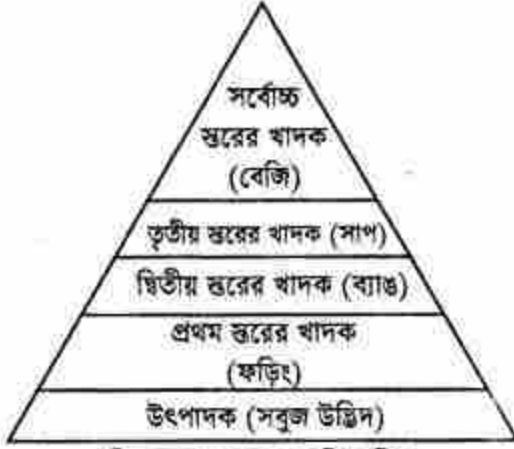 সর্বোচ্চ
স্তরের খাদক
(বেজি)
তৃতীয় স্তরের খাদক (সাপ)
দ্বিতীয় স্তরের খাদক (ব্যাঙ)
প্রথম স্তরের খাদক
(ফড়িং)
উৎপাদক (সবুজ উদ্ভিদ)